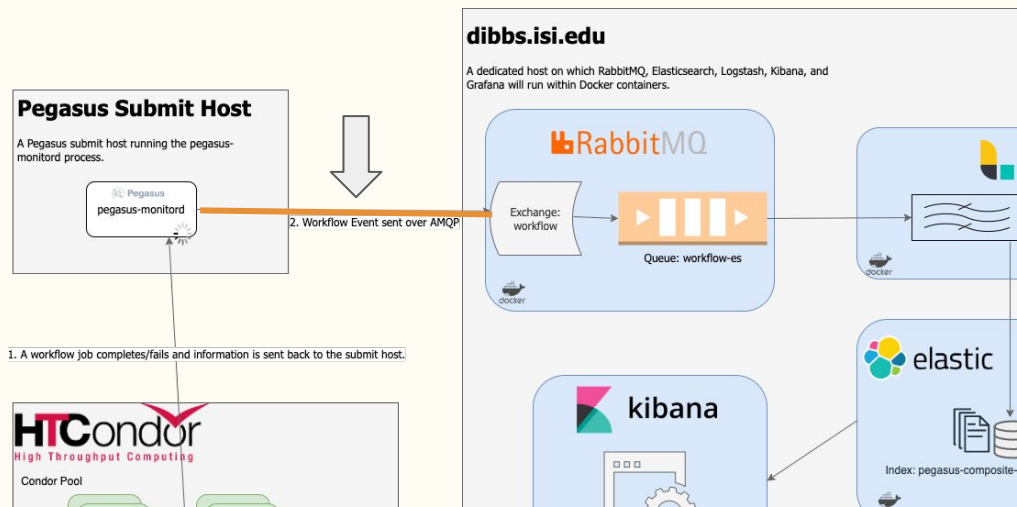 dibbs.isi.edu
A dedicated host on which RabbitMQ, Elasticsearch, Logstash, Kibana, and
Grafana will run within Docker containers.
Pegasus Submit Host
A Pegasus submit host running the pegasus-
monitord process.
Pegasus
pegasus-monitord
2. Workflow Event sent over AMQP
RabbitMQ
Exchange:
workflow
Queue: workflow-es
docker
docker
1. A workflow job completes/fails and information is sent back to the submit host.
elastic
Index: pegasus-composite-
kibana
HTCondor
High Throughput Computing
Condor Pool